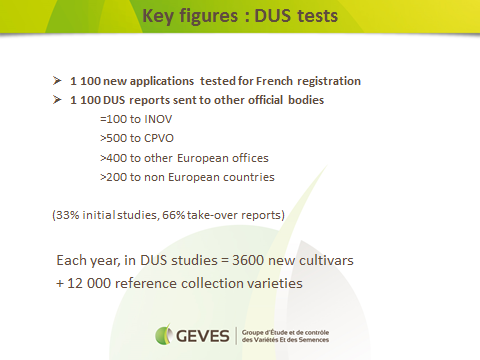 Key figures : DUS tests
➢ 1 100 new applications tested for French registration
➢ 1 100 DUS reports sent to other official bodies
=100 to INOV
>500 to CPVO
>400 to other European offices
>200 to non European countries
(33% initial studies, 66% take-over reports)
Each year, in DUS studies = 3600 new cultivars
+ 12 000 reference collection varieties
GEVES
Groupe d'Étude et de contrôle
des Variétés Et des Semences